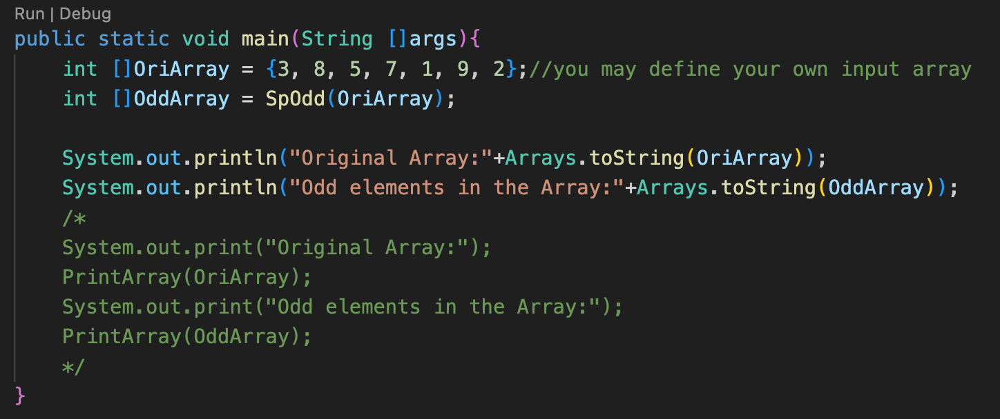 Run | Debug
public static void main(String []args){
int []OriArray = {3, 8, 5, 7, 1, 9, 2};//you may define your own input array
int []OddArray = SpOdd(OriArray);
System.out.println("Original Array:"+Arrays.toString(OriArray));
System.out.println("Odd elements in the Array:"+Arrays.toString(OddArray));
/*
System.out.print("Original Array:");
PrintArray(OriArray);
System.out.print("Odd elements in the Array:");
PrintArray(OddArray);
*/
}